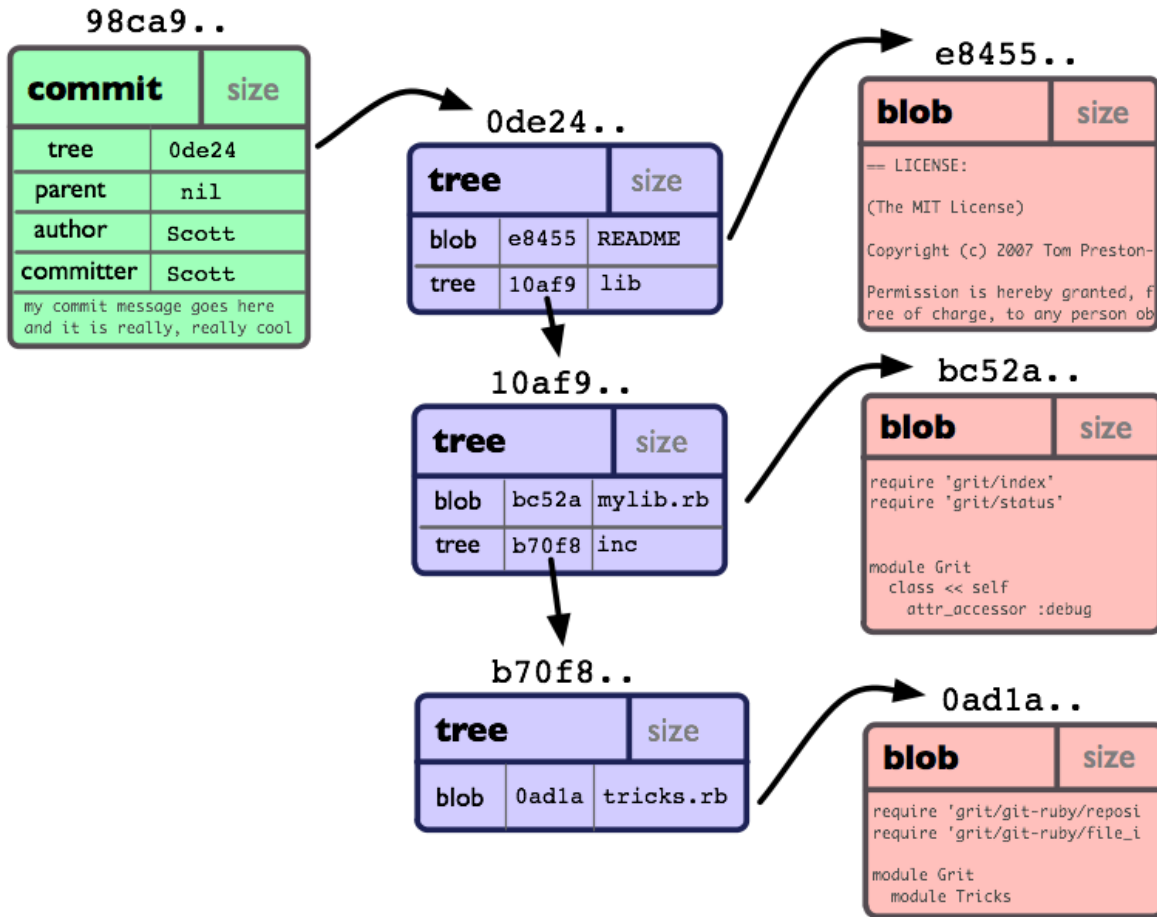 98ca9..
commit size
tree 0de24
parent nil
author Scott
committer Scott
my commit message goes here
and it is really, really cool
0de24..
tree size
blob e8455 README
tree 10af9 lib
10af9..
tree size
blob bc52a mylib.rb
tree b70f8 inc
b70f8..
tree size
blob 0ad1a tricks.rb
e8455..
blob size
== LICENSE:
(The MIT License)
Copyright (c) 2007 Tom Preston-
Permission is hereby granted, f
ree of charge, to any person ob
bc52a..
blob size
require 'grit/index'
require 'grit/status'
module Grit
class << self
attr_accessor :debug
0ad1a..
blob size
require 'grit/git-ruby/reposi
require 'grit/git-ruby/file_i
module Grit
module Tricks